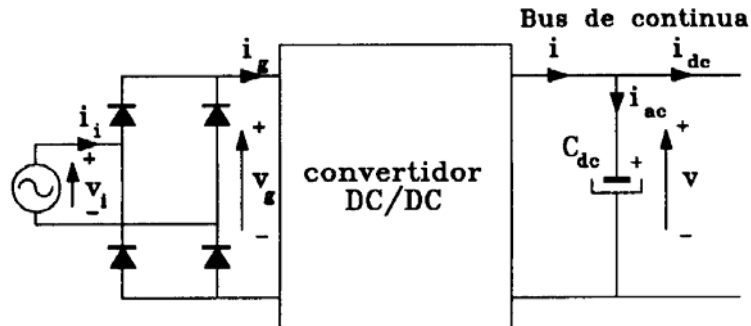 Bus de continua
i_g
i
i_dc
i_i
i_ac
+
v_i
-
+
v_g
-
convertidor
DC/DC
C_dc
+
+
v
-